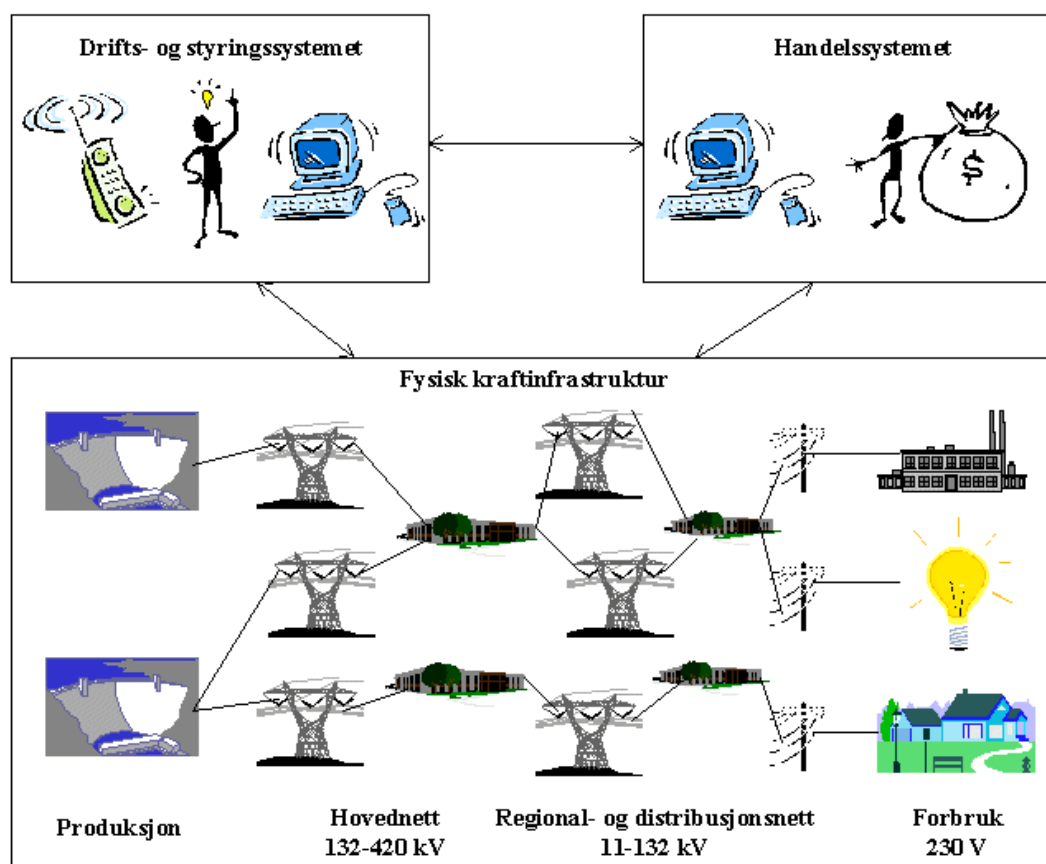 Drifts- og styringssystemet
Handelssystemet
$
Fysisk kraftinfrastruktur
Produksjon
Hovednett
132-420 kV
Regional- og distribusjonsnett
11-132 kV
Forbruk
230 V